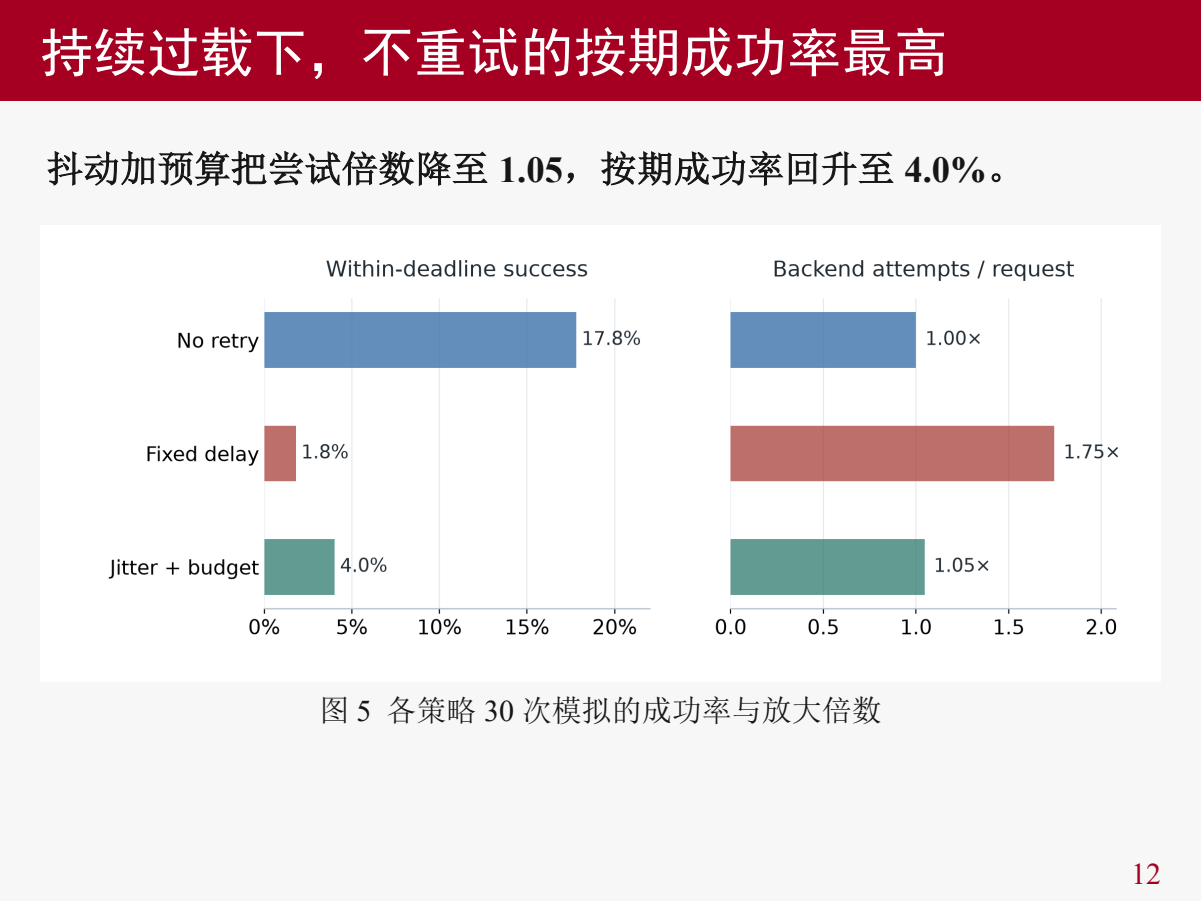 持续过载下，不重试的按期成功率最高
抖动加预算把尝试倍数降至 1.05，按期成功率回升至 4.0%。
Within-deadline success
Backend attempts / request
No retry
17.8%
1.00×
Fixed delay
1.8%
1.75×
Jitter + budget
4.0%
1.05×
0% 5% 10% 15% 20%
0.0 0.5 1.0 1.5 2.0
图 5 各策略 30 次模拟的成功率与放大倍数
12